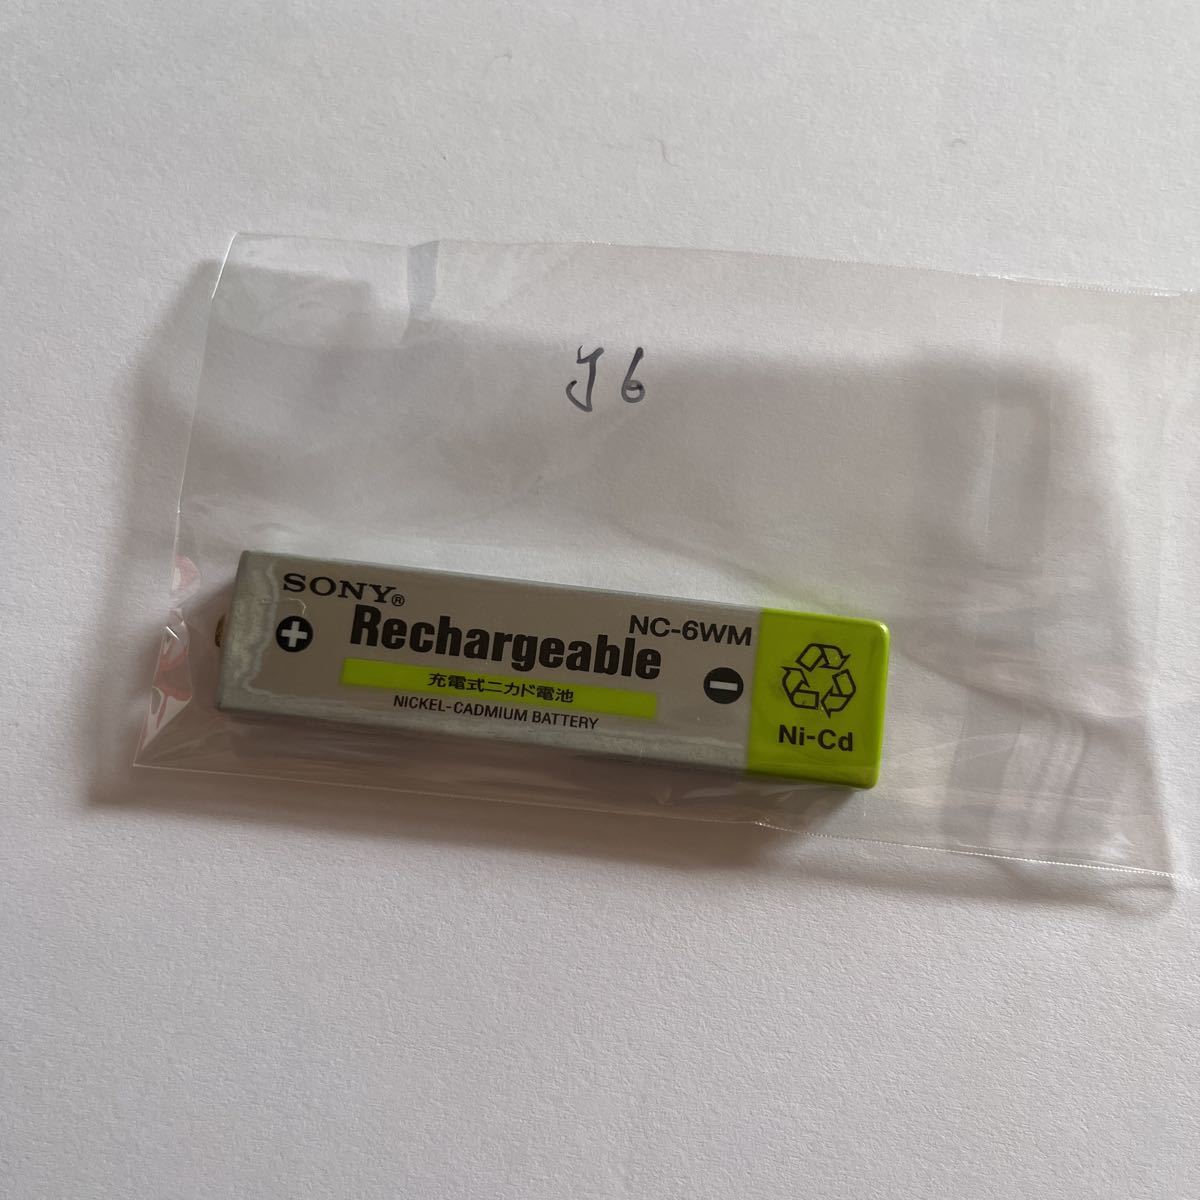 J6
SONY®
Rechargeable
NC-6WM
充電式ニカド電池
NICKEL-CADMIUM BATTERY
Ni-Cd